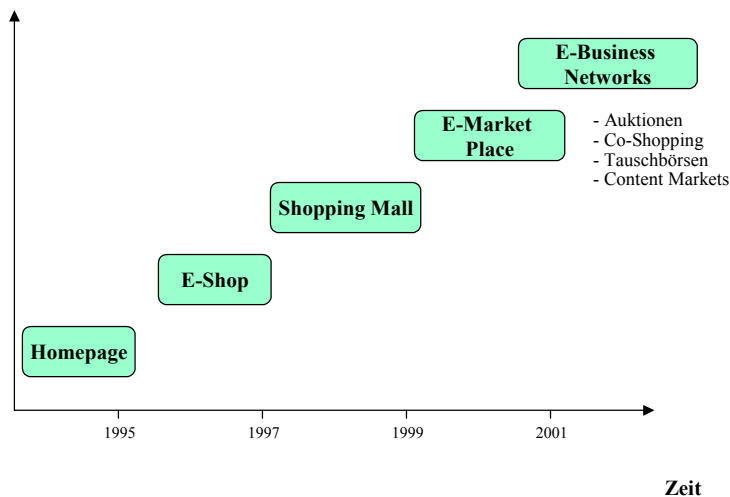 E-Business
Networks
E-Market
Place
- Auktionen
- Co-Shopping
- Tauschbörsen
- Content Markets
Shopping Mall
E-Shop
Homepage
1995
1997
1999
2001
Zeit